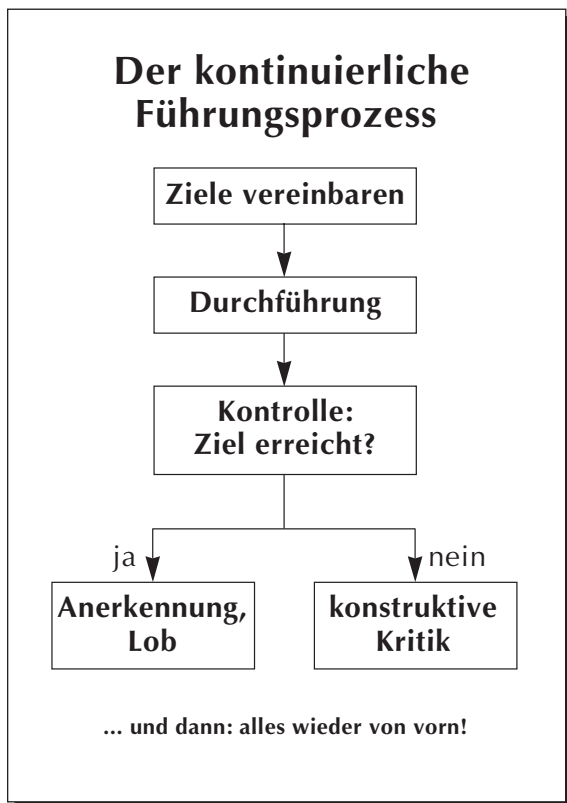 Der kontinuierliche
Führungsprozess
Ziele vereinbaren
Durchführung
Kontrolle:
Ziel erreicht?
ja
nein
Anerkennung,
Lob
konstruktive
Kritik
... und dann: alles wieder von vorn!